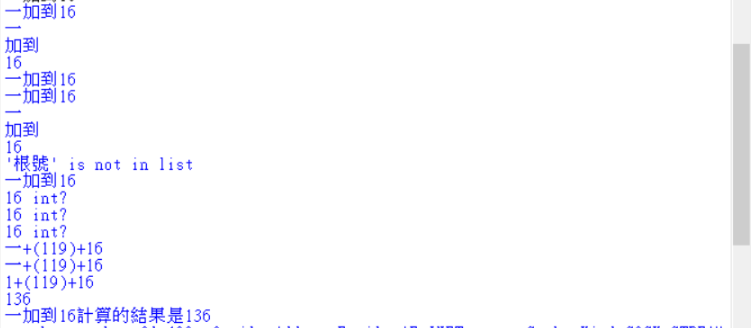 一加到16
一
加到
16
一加到16
一加到16
一
加到
16
'根號' is not in list
一加到16
16 int?
16 int?
16 int?
一+(119)+16
一+(119)+16
1+(119)+16
136
一加到16計算的結果是136